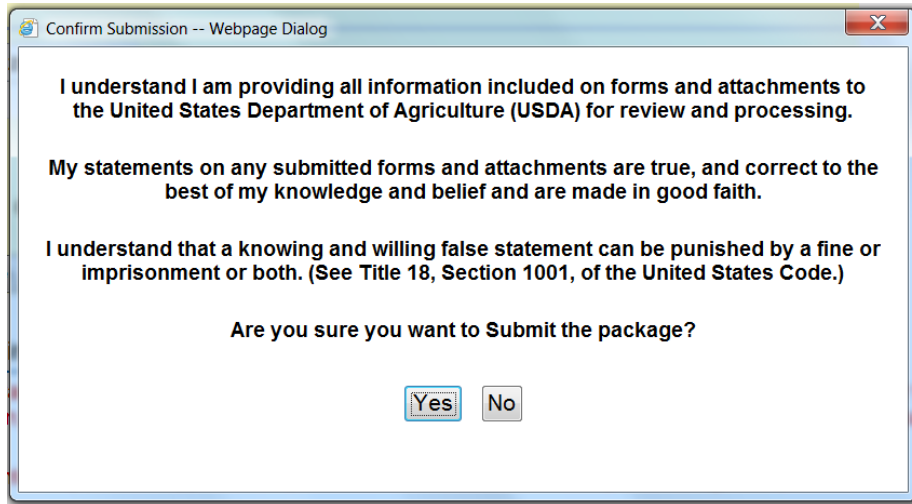 Confirm Submission -- Webpage Dialog
I understand I am providing all information included on forms and attachments to
the United States Department of Agriculture (USDA) for review and processing.
My statements on any submitted forms and attachments are true, and correct to the
best of my knowledge and belief and are made in good faith.
I understand that a knowing and willing false statement can be punished by a fine or
imprisonment or both. (See Title 18, Section 1001, of the United States Code.)
Are you sure you want to Submit the package?
Yes No